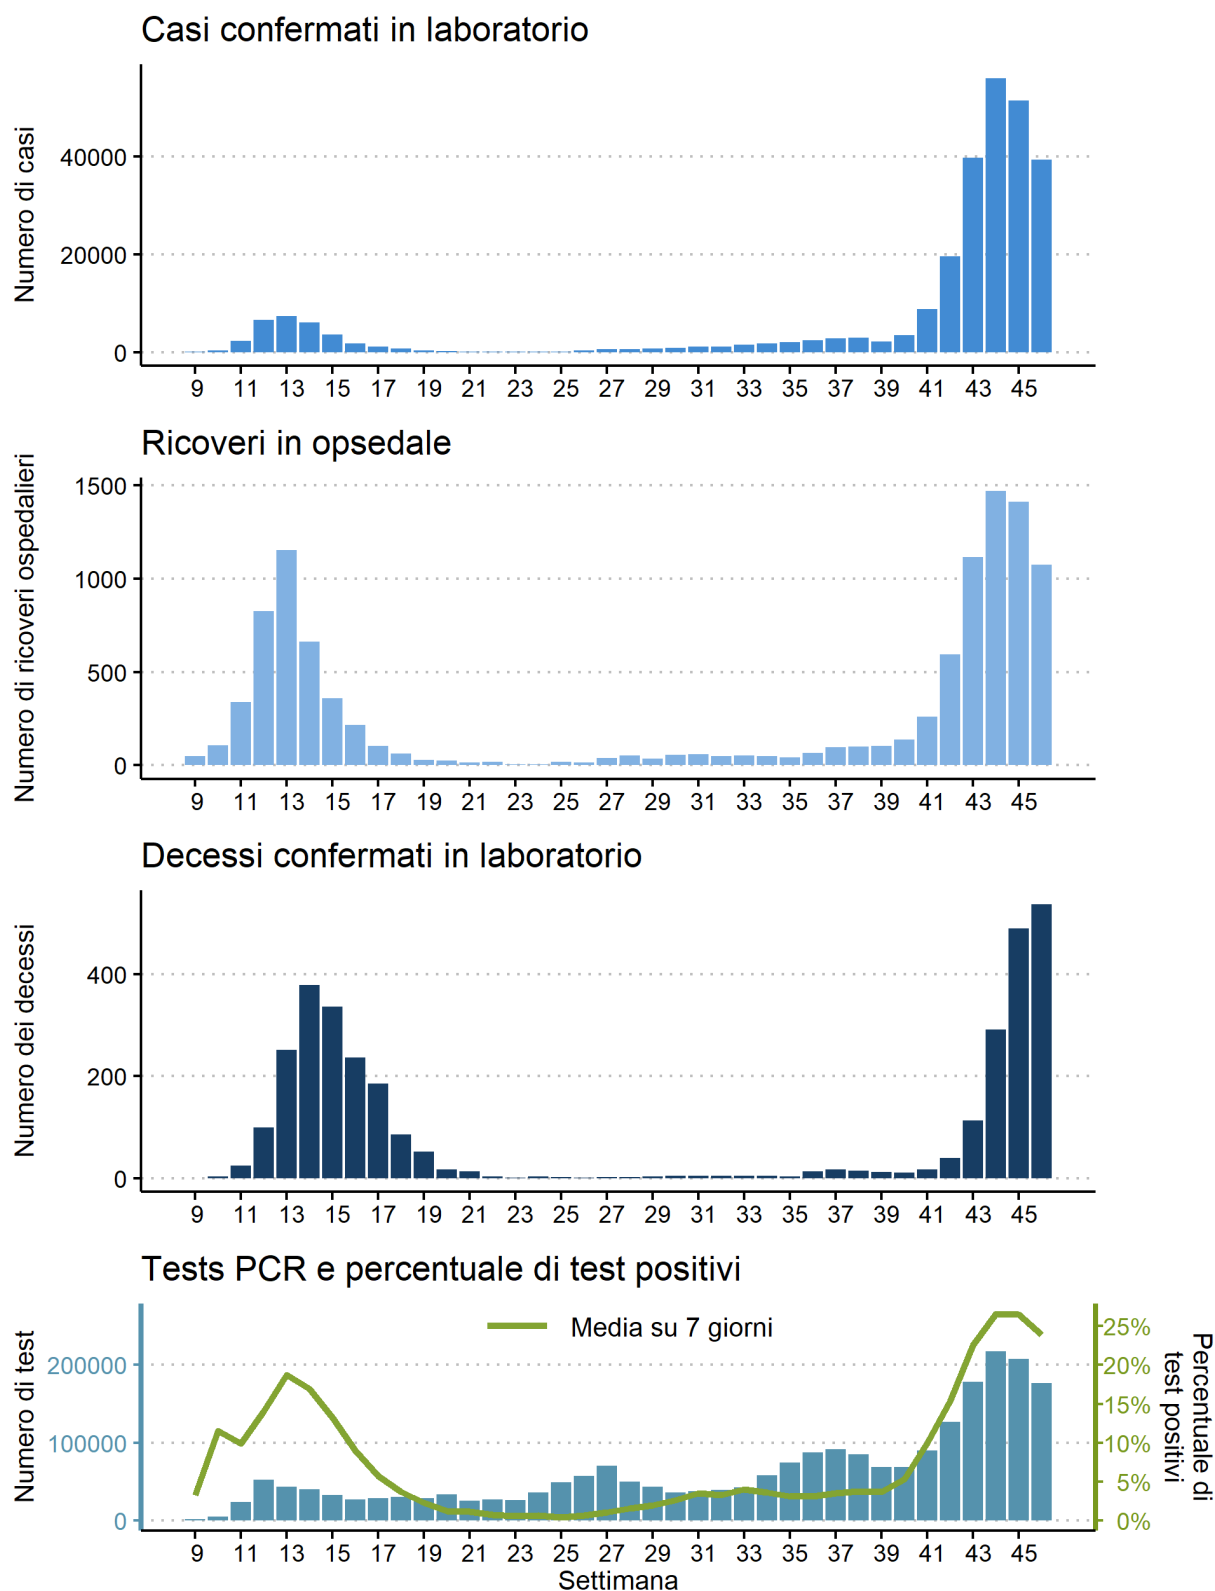 Casi confermati in laboratorio
Numero di casi
40000
20000
0
9 11 13 15 17 19 21 23 25 27 29 31 33 35 37 39 41 43 45
Ricoveri in opsedale
Numero di ricoveri ospedalieri
1500
1000
500
0
9 11 13 15 17 19 21 23 25 27 29 31 33 35 37 39 41 43 45
Decessi confermati in laboratorio
Numero dei decessi
400
200
0
9 11 13 15 17 19 21 23 25 27 29 31 33 35 37 39 41 43 45
Tests PCR e percentuale di test positivi
Media su 7 giorni
Numero di test
200000
100000
0
25%
20%
15%
10%
5%
0%
Percentuale di
test positivi
9 11 13 15 17 19 21 23 25 27 29 31 33 35 37 39 41 43 45
Settimana